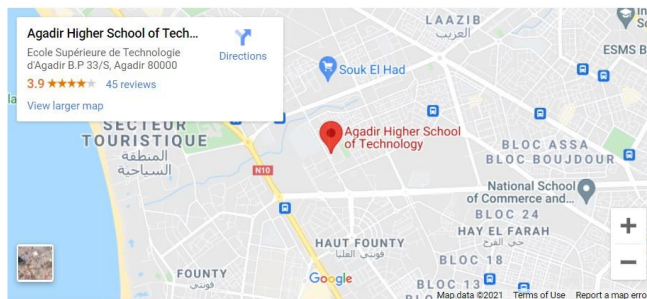 Agadir Higher School of Tech...
Ecole Supérieure de Technologie
d'Agadir B.P 33/S, Agadir 80000
Directions
3.9
45 reviews
View larger map
LAAZIB
العزيب
ESMS B
Souk El Had
SECTEUR
TOURISTIQUE
المنطقة
السياحية
Agadir Higher School
of Technology
BLOC ASSA
BLOC BOUJDOUR
N10
National School
of Commerce and...
BLOC 24
HAY EL FARAH
حي الفرح
HAUT FOUNTY
فونتي العليا
BLOC 18
FOUNTY
فونتي
Google
BLOC 13
Map data ©2021 Terms of Use Report a map erro